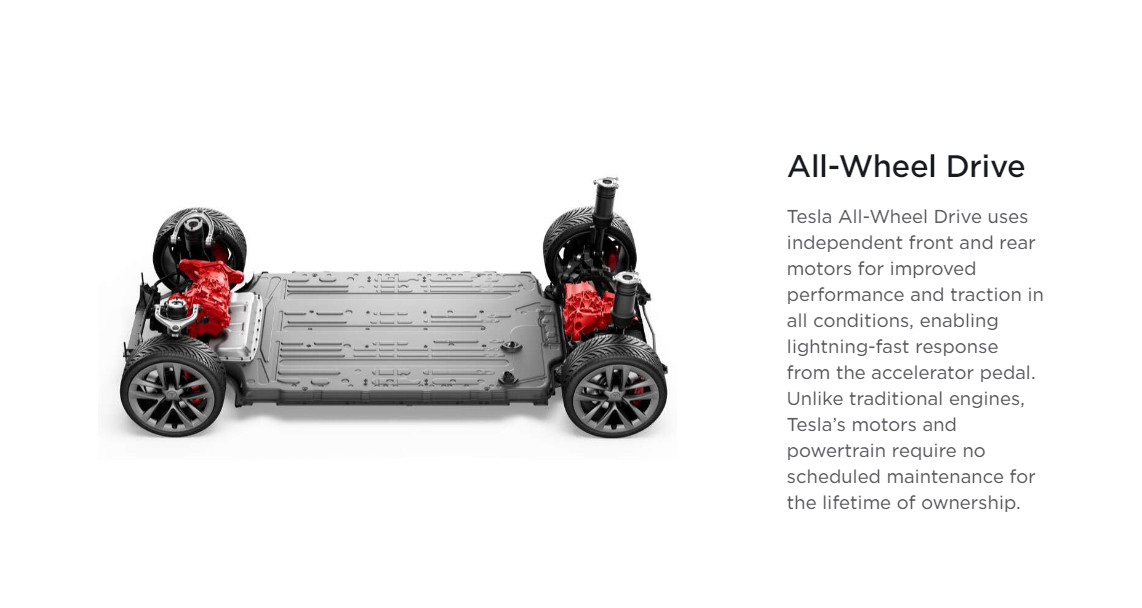 All-Wheel Drive
Tesla All-Wheel Drive uses
independent front and rear
motors for improved
performance and traction in
all conditions, enabling
lightning-fast response
from the accelerator pedal.
Unlike traditional engines,
Tesla’s motors and
powertrain require no
scheduled maintenance for
the lifetime of ownership.